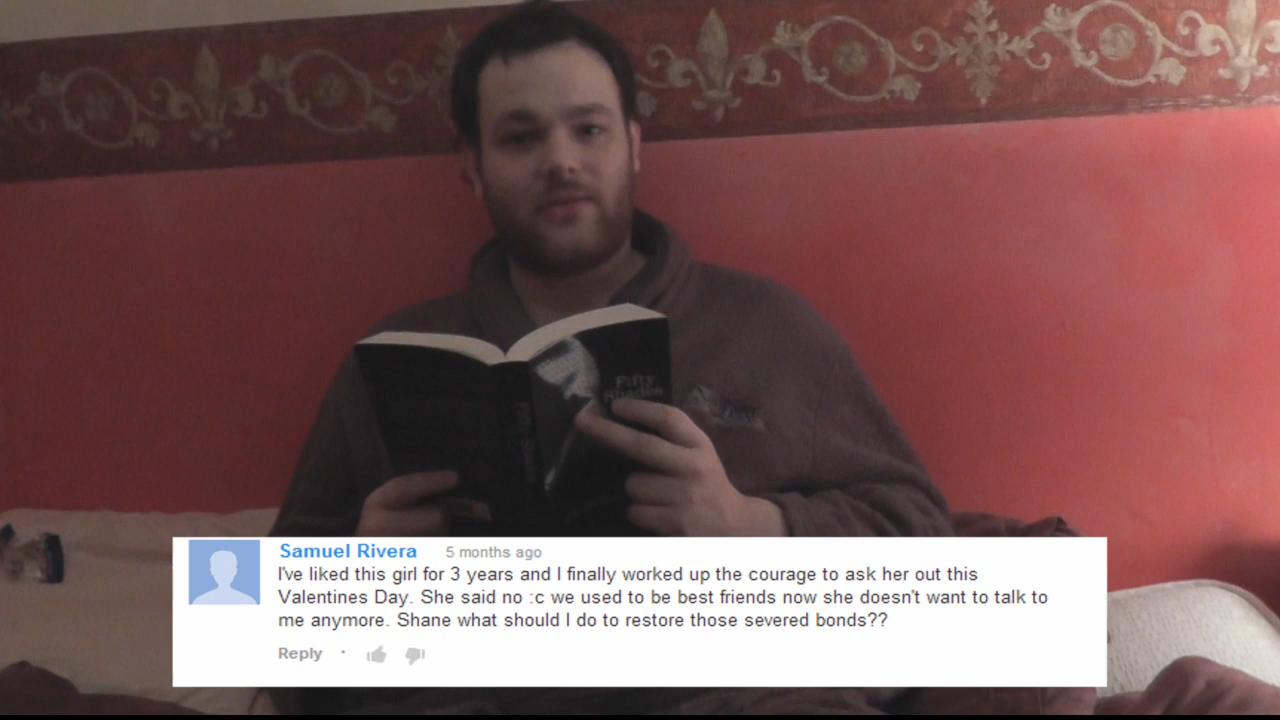 Fifty
Shades
Samuel Rivera 5 months ago
I've liked this girl for 3 years and I finally worked up the courage to ask her out this
Valentines Day. She said no :c we used to be best friends now she doesn't want to talk to
me anymore. Shane what should I do to restore those severed bonds??
Reply ·